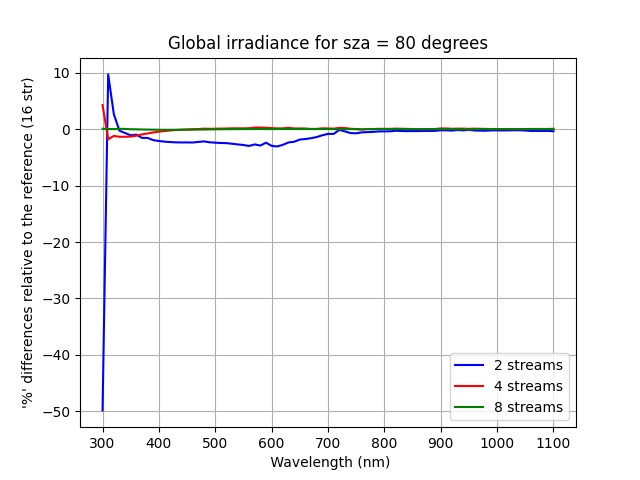 Global irradiance for sza = 80 degrees
'%' differences relative to the reference (16 str)
10
0
−10
−20
−30
−40
−50
300 400 500 600 700 800 900 1000 1100
Wavelength (nm)
2 streams
4 streams
8 streams